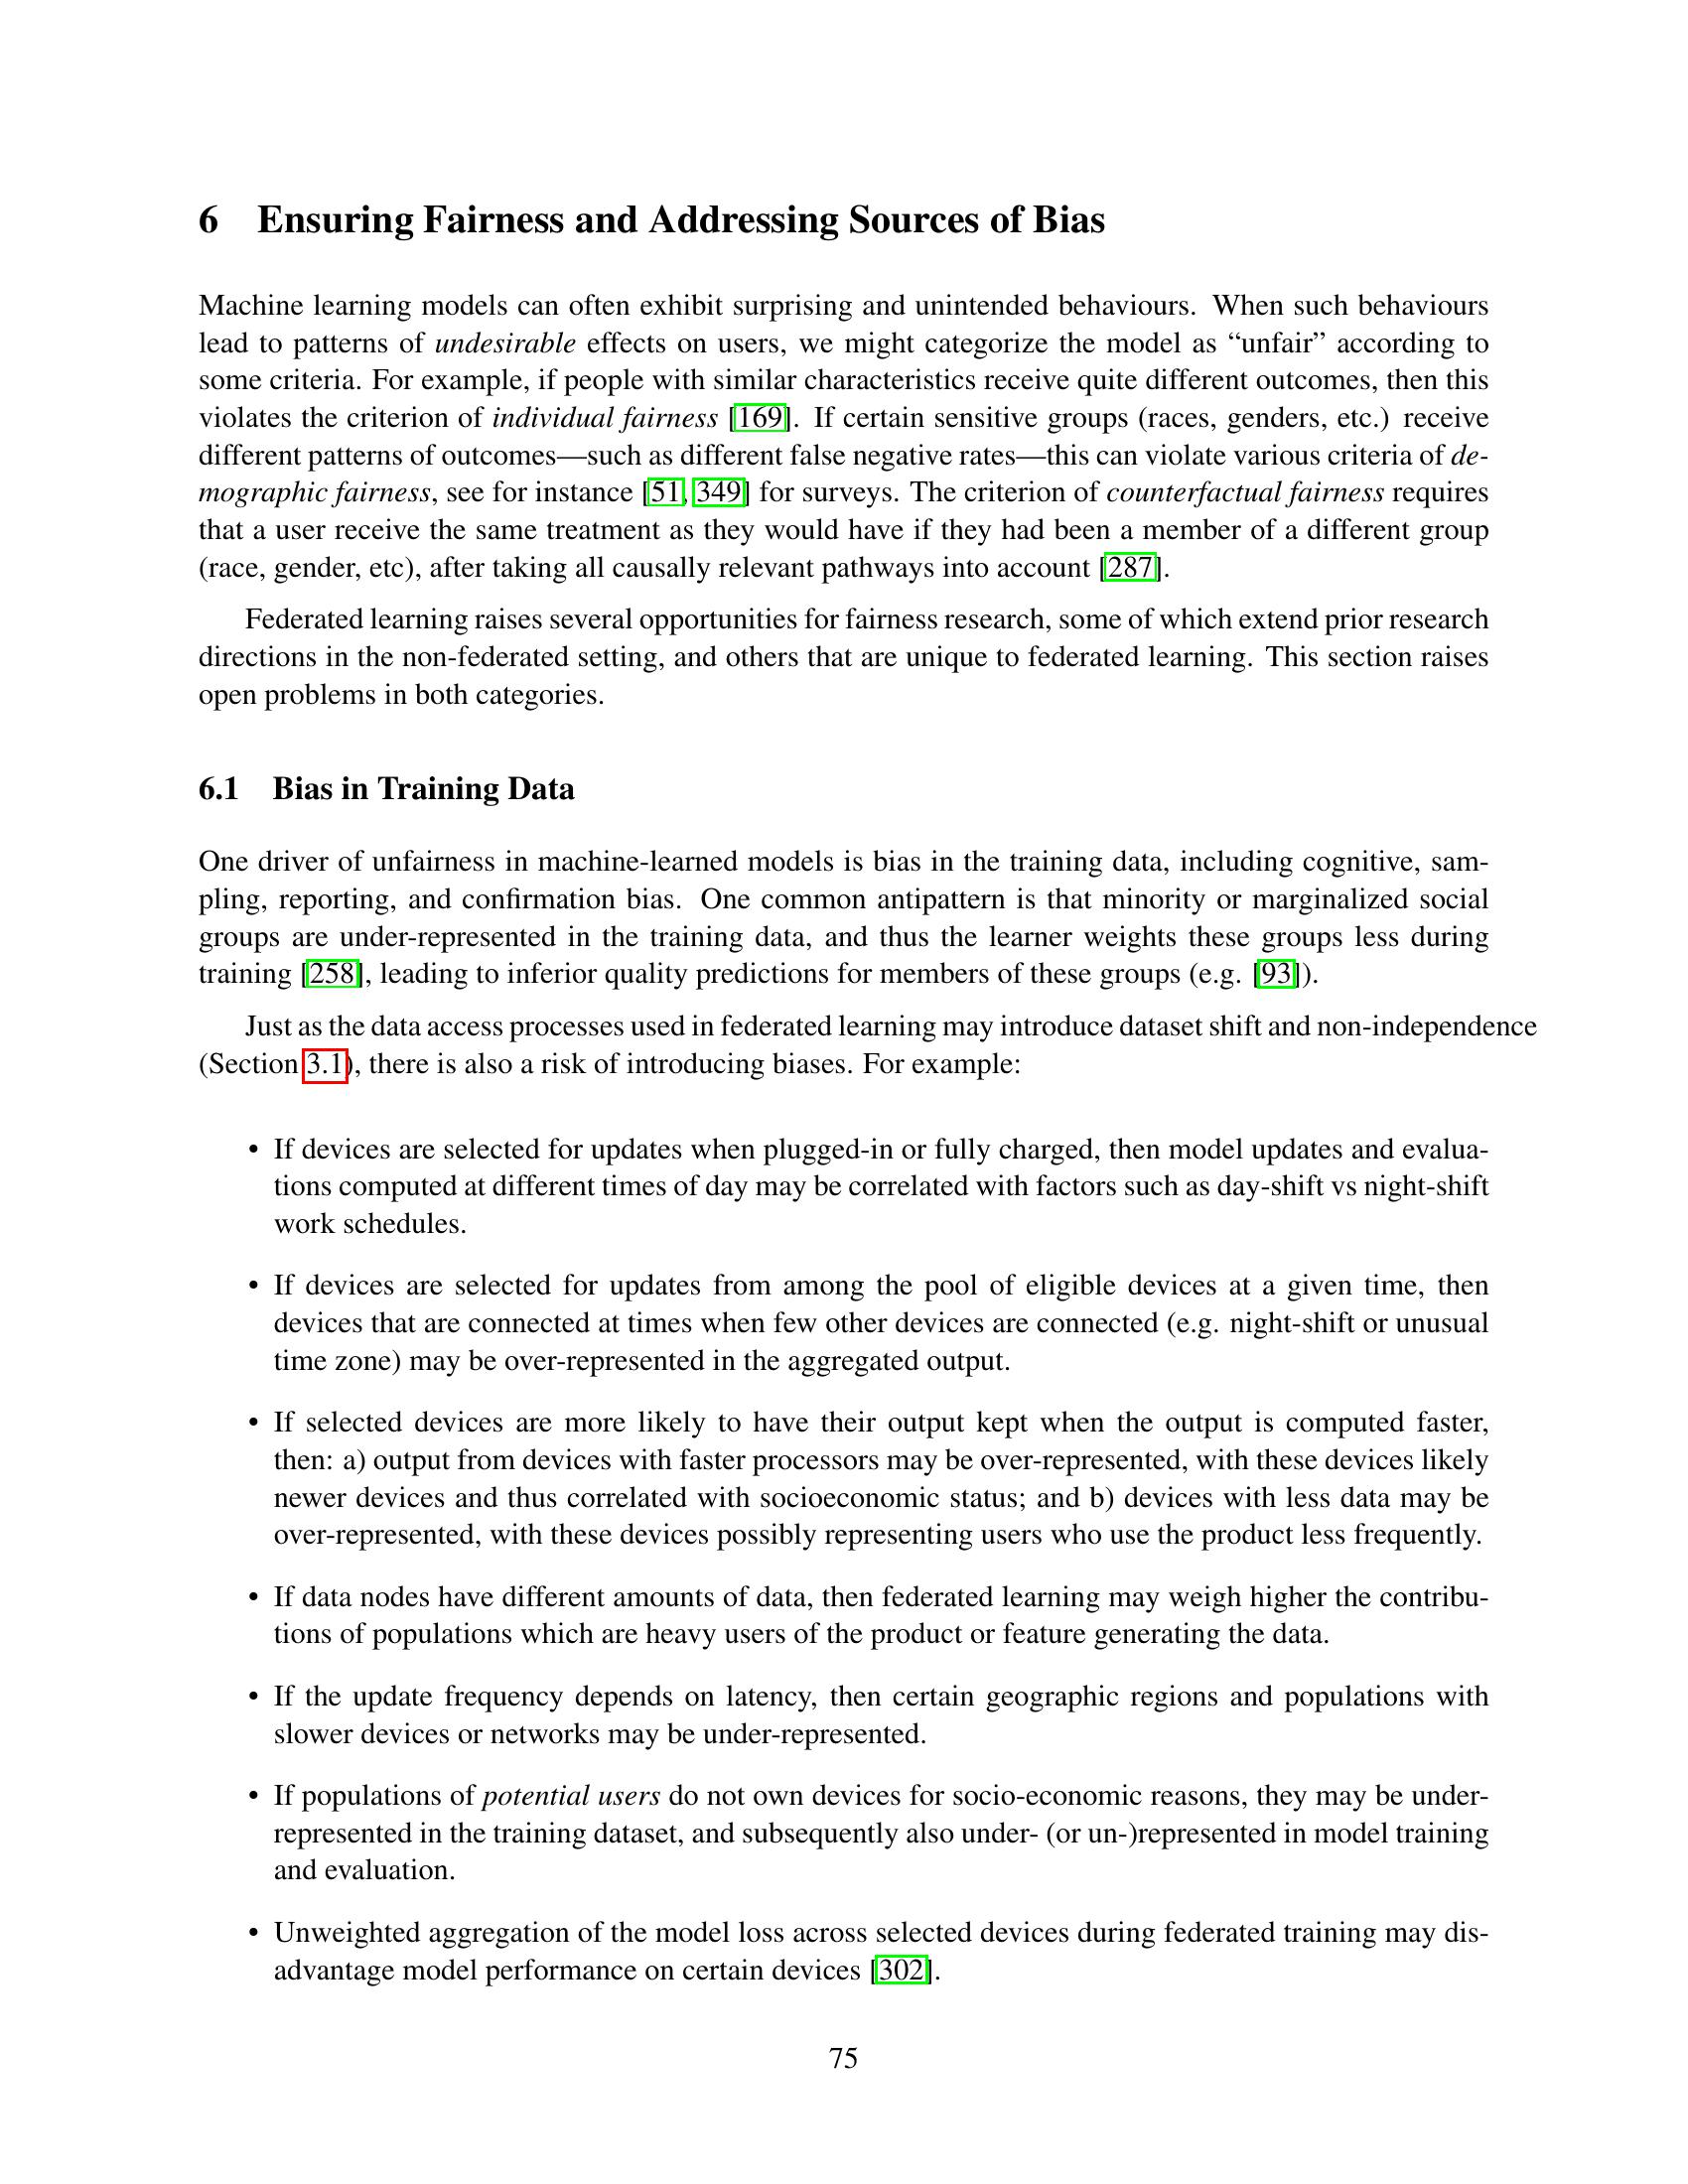 6 Ensuring Fairness and Addressing Sources of Bias
Machine learning models can often exhibit surprising and unintended behaviours. When such behaviours
lead to patterns of undesirable effects on users, we might categorize the model as “unfair” according to
some criteria. For example, if people with similar characteristics receive quite different outcomes, then this
violates the criterion of individual fairness [169]. If certain sensitive groups (races, genders, etc.) receive
different patterns of outcomes—such as different false negative rates—this can violate various criteria of de-
mographic fairness, see for instance [51, 349] for surveys. The criterion of counterfactual fairness requires
that a user receive the same treatment as they would have if they had been a member of a different group
(race, gender, etc), after taking all causally relevant pathways into account [287].
Federated learning raises several opportunities for fairness research, some of which extend prior research
directions in the non-federated setting, and others that are unique to federated learning. This section raises
open problems in both categories.
6.1 Bias in Training Data
One driver of unfairness in machine-learned models is bias in the training data, including cognitive, sam-
pling, reporting, and confirmation bias. One common antipattern is that minority or marginalized social
groups are under-represented in the training data, and thus the learner weights these groups less during
training [258], leading to inferior quality predictions for members of these groups (e.g. [93]).
Just as the data access processes used in federated learning may introduce dataset shift and non-independence
(Section 3.1), there is also a risk of introducing biases. For example:
• If devices are selected for updates when plugged-in or fully charged, then model updates and evalua-
tions computed at different times of day may be correlated with factors such as day-shift vs night-shift
work schedules.
• If devices are selected for updates from among the pool of eligible devices at a given time, then
devices that are connected at times when few other devices are connected (e.g. night-shift or unusual
time zone) may be over-represented in the aggregated output.
• If selected devices are more likely to have their output kept when the output is computed faster,
then: a) output from devices with faster processors may be over-represented, with these devices likely
newer devices and thus correlated with socioeconomic status; and b) devices with less data may be
over-represented, with these devices possibly representing users who use the product less frequently.
• If data nodes have different amounts of data, then federated learning may weigh higher the contribu-
tions of populations which are heavy users of the product or feature generating the data.
• If the update frequency depends on latency, then certain geographic regions and populations with
slower devices or networks may be under-represented.
• If populations of potential users do not own devices for socio-economic reasons, they may be under-
represented in the training dataset, and subsequently also under- (or un-)represented in model training
and evaluation.
• Unweighted aggregation of the model loss across selected devices during federated training may dis-
advantage model performance on certain devices [302].
75